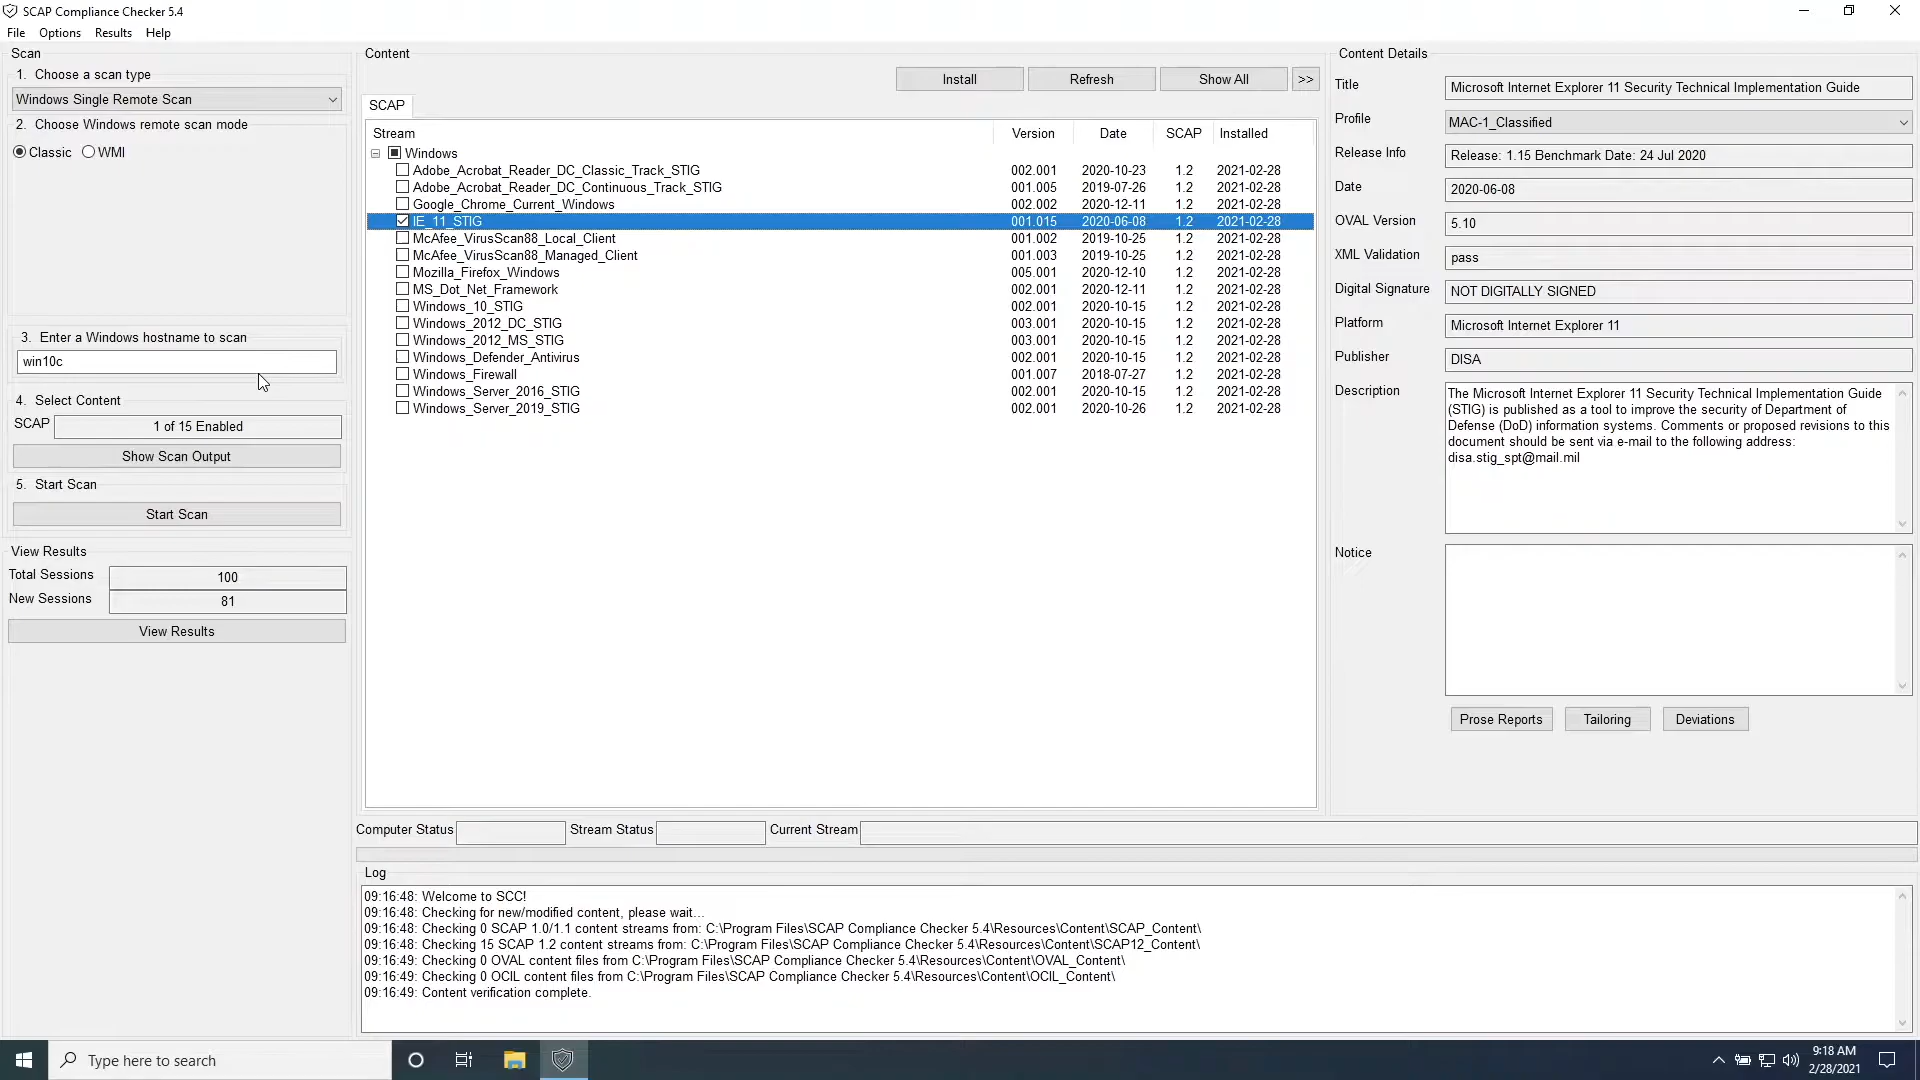 SCAP Compliance Checker 5.4
File Options Results Help
Scan
1. Choose a scan type
Windows Single Remote Scan
2. Choose Windows remote scan mode
Classic WMI
3. Enter a Windows hostname to scan
win10c
4. Select Content
SCAP 1 of 15 Enabled
Show Scan Output
5. Start Scan
Start Scan
View Results
Total Sessions 100
New Sessions 81
View Results
Content
Install Refresh Show All >>
SCAP
Stream Version Date SCAP Installed
Windows
Adobe_Acrobat_Reader_DC_Classic_Track_STIG 002.001 2020-10-23 1.2 2021-02-28
Adobe_Acrobat_Reader_DC_Continuous_Track_STIG 001.005 2019-07-26 1.2 2021-02-28
Google_Chrome_Current_Windows 002.002 2020-12-11 1.2 2021-02-28
IE_11_STIG 001.015 2020-06-08 1.2 2021-02-28
McAfee_VirusScan88_Local_Client 001.002 2019-10-25 1.2 2021-02-28
McAfee_VirusScan88_Managed_Client 001.003 2019-10-25 1.2 2021-02-28
Mozilla_Firefox_Windows 005.001 2020-12-10 1.2 2021-02-28
MS_Dot_Net_Framework 002.001 2020-12-11 1.2 2021-02-28
Windows_10_STIG 002.001 2020-10-15 1.2 2021-02-28
Windows_2012_DC_STIG 003.001 2020-10-15 1.2 2021-02-28
Windows_2012_MS_STIG 003.001 2020-10-15 1.2 2021-02-28
Windows_Defender_Antivirus 002.001 2020-10-15 1.2 2021-02-28
Windows_Firewall 001.007 2018-07-27 1.2 2021-02-28
Windows_Server_2016_STIG 002.001 2020-10-15 1.2 2021-02-28
Windows_Server_2019_STIG 002.001 2020-10-26 1.2 2021-02-28
Content Details
Title Microsoft Internet Explorer 11 Security Technical Implementation Guide
Profile MAC-1_Classified
Release Info Release: 1.15 Benchmark Date: 24 Jul 2020
Date 2020-06-08
OVAL Version 5.10
XML Validation pass
Digital Signature NOT DIGITALLY SIGNED
Platform Microsoft Internet Explorer 11
Publisher DISA
Description The Microsoft Internet Explorer 11 Security Technical Implementation Guide
(STIG) is published as a tool to improve the security of Department of
Defense (DoD) information systems. Comments or proposed revisions to this
document should be sent via e-mail to the following address:
disa.stig_spt@mail.mil
Notice
Prose Reports Tailoring Deviations
Computer Status Stream Status Current Stream
Log
09:16:48: Welcome to SCC!
09:16:48: Checking for new/modified content, please wait...
09:16:48: Checking 0 SCAP 1.0/1.1 content streams from: C:\Program Files\SCAP Compliance Checker 5.4\Resources\Content\SCAP_Content\
09:16:48: Checking 15 SCAP 1.2 content streams from: C:\Program Files\SCAP Compliance Checker 5.4\Resources\Content\SCAP12_Content\
09:16:49: Checking 0 OVAL content files from C:\Program Files\SCAP Compliance Checker 5.4\Resources\Content\OVAL_Content\
09:16:49: Checking 0 OCIL content files from C:\Program Files\SCAP Compliance Checker 5.4\Resources\Content\OCIL_Content\
09:16:49: Content verification complete.
Type here to search
9:18 AM
2/28/2021